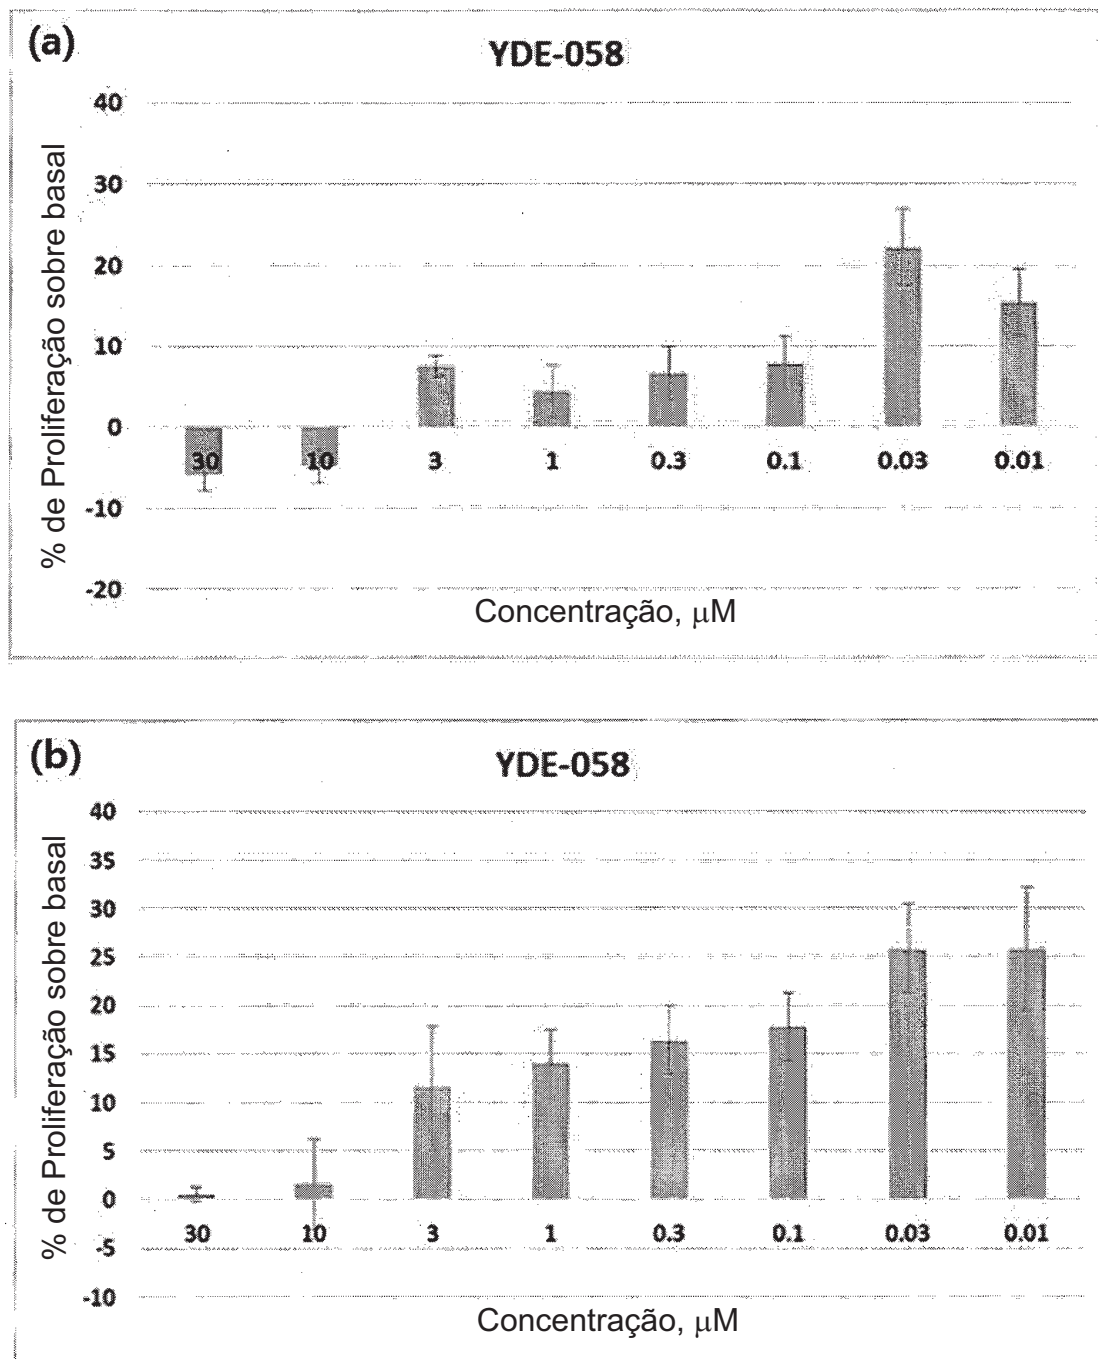 (a)
YDE-058
% de Proliferação sobre basal
40
30
20
10
0
-10
-20
30 10 3 1 0.3 0.1 0.03 0.01
Concentração, μM
(b)
YDE-058
% de Proliferação sobre basal
40
35
30
25
20
15
10
5
0
-5
-10
30 10 3 1 0.3 0.1 0.03 0.01
Concentração, μM